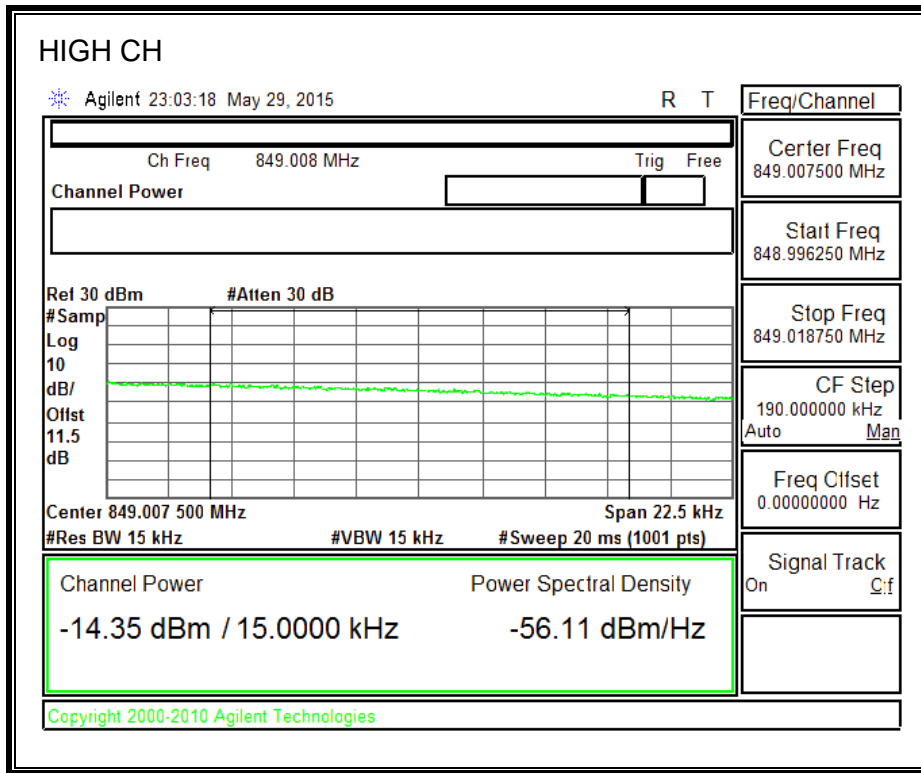 HIGH CH
Agilent 23:03:18 May 29, 2015 R T
Ch Freq 849.008 MHz Trig Free
Channel Power
Ref 30 dBm #Atten 30 dB
#Samp
Log
10
dB/
Offst
11.5
dB
Center 849.007 500 MHz Span 22.5 kHz
#Res BW 15 kHz #VBW 15 kHz #Sweep 20 ms (1001 pts)
Channel Power Power Spectral Density
-14.35 dBm / 15.0000 kHz -56.11 dBm/Hz
Copyright 2000-2010 Agilent Technologies
Freq/Channel
Center Freq
849.007500 MHz
Start Freq
848.996250 MHz
Stop Freq
849.018750 MHz
CF Step
190.000000 kHz
Auto Man
Freq Offset
0.00000000 Hz
Signal Track
On Off